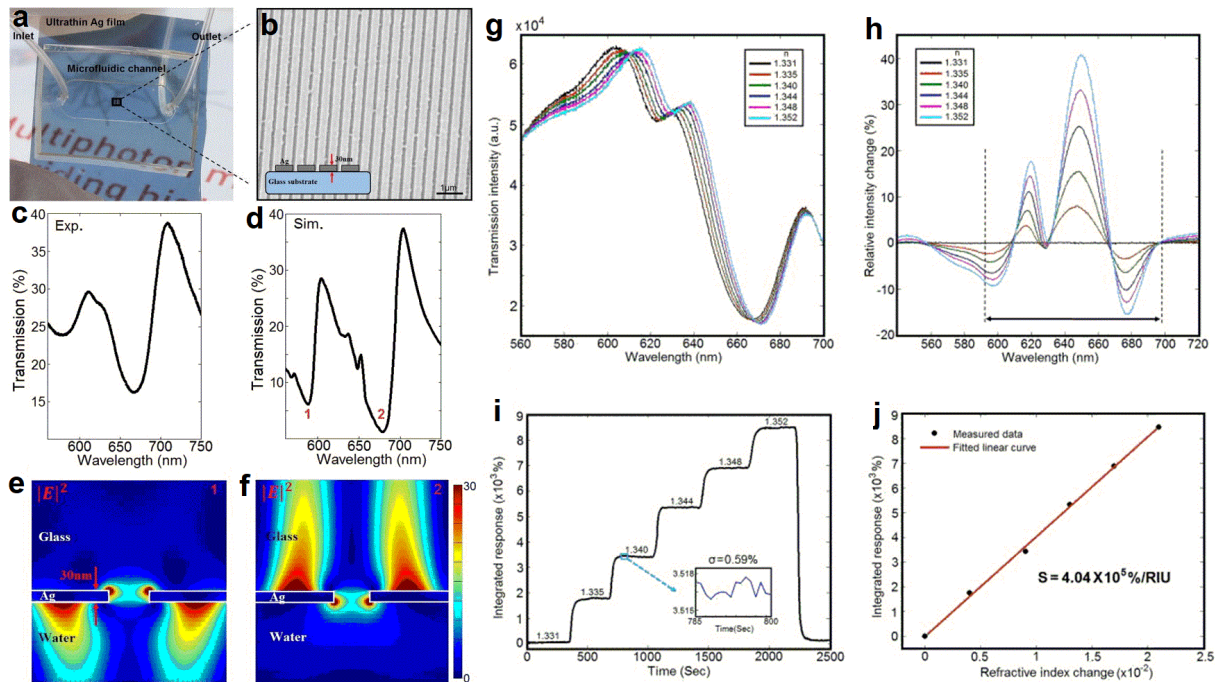 a
Ultrathin Ag film
Inlet
Outlet
Microfluidic channel
Multiphoton m
iding bi
b
Ag
30nm
Glass substrate
1μm
c
Exp.
40
35
30
25
20
15
600
650
700
750
Transmission (%)
Wavelength (nm)
d
Sim.
40
30
20
10
0
1
2
600
650
700
750
Transmission (%)
Wavelength (nm)
e
|E|²
1
Glass
30nm
Ag
Water
f
|E|²
2
Glass
Ag
Water
30
0
g
×10⁴
n
1.331
1.335
1.340
1.344
1.348
1.352
6
5
4
3
2
560
580
600
620
640
660
680
700
Transmission intensity (a.u.)
Wavelength (nm)
h
n
1.331
1.335
1.340
1.344
1.348
1.352
50
40
30
20
10
0
-10
-20
540
560
580
600
620
640
660
680
700
720
Relative intensity change (%)
Wavelength (nm)
i
9
8
7
6
5
4
3
2
1
0
1.331
1.335
1.340
1.344
1.348
1.352
σ=0.59%
3.518
3.515
765
800
Time(Sec)
0
500
1000
1500
2000
2500
Integrated response (x10³%)
Time (Sec)
j
9
8
7
6
5
4
3
2
1
0
Measured data
Fitted linear curve
S = 4.04 X10⁵%/RIU
0
0.5
1.0
1.5
2.0
2.5
Integrated response (x10³%)
Refractive index change (x10⁻²)